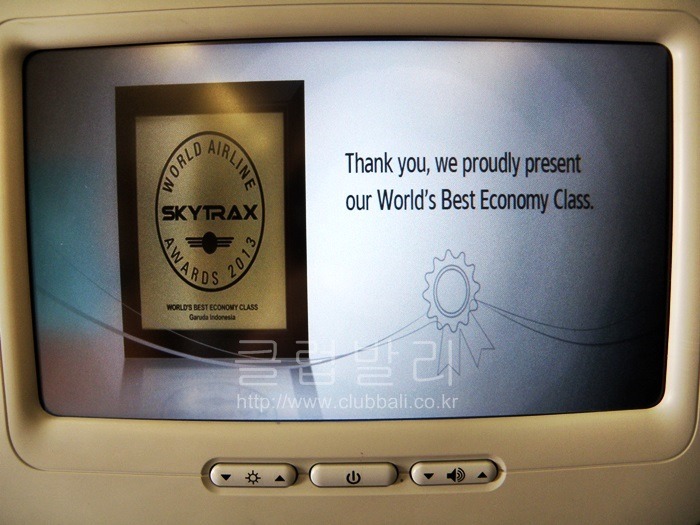 WORLD AIRLINE
SKYTRAX
AWARDS 2013
WORLD'S BEST ECONOMY CLASS
Garuda Indonesia
Thank you, we proudly present
our World's Best Economy Class.
클럽발리
http://www.clubbali.co.kr